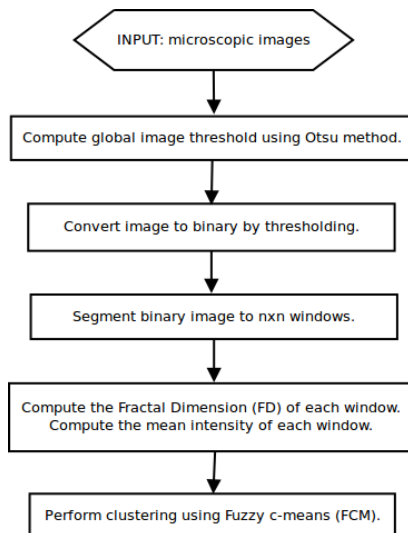 INPUT: microscopic images
Compute global image threshold using Otsu method.
Convert image to binary by thresholding.
Segment binary image to nxn windows.
Compute the Fractal Dimension (FD) of each window.
Compute the mean intensity of each window.
Perform clustering using Fuzzy c-means (FCM).